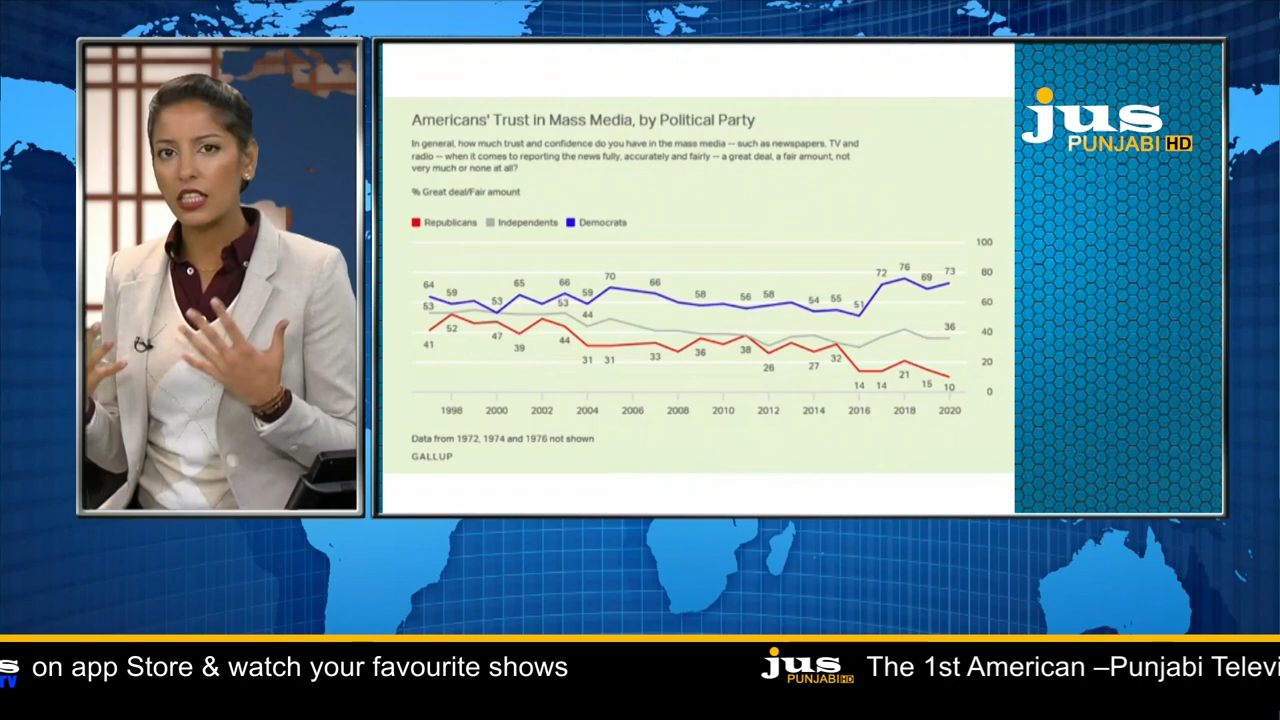 jus
PUNJABI HD
Americans' Trust in Mass Media, by Political Party
In general, how much trust and confidence do you have in the mass media -- such as newspapers, TV and
radio -- when it comes to reporting the news fully, accurately and fairly -- a great deal, a fair amount, not
very much or none at all?
% Great deal/Fair amount
Republicans Independents Democrats
100
80
60
40
20
0
64 59 53 65 66 59 70 66 58 56 58 54 55 51 72 76 69 73
53 53 44 36
41 52 47 39 44 31 31 33 36 38 26 27 32 14 14 21 15 10
1998 2000 2002 2004 2006 2008 2010 2012 2014 2016 2018 2020
Data from 1972, 1974 and 1976 not shown
GALLUP
s TV on app Store & watch your favourite shows jus PUNJABI HD The 1st American –Punjabi Televi